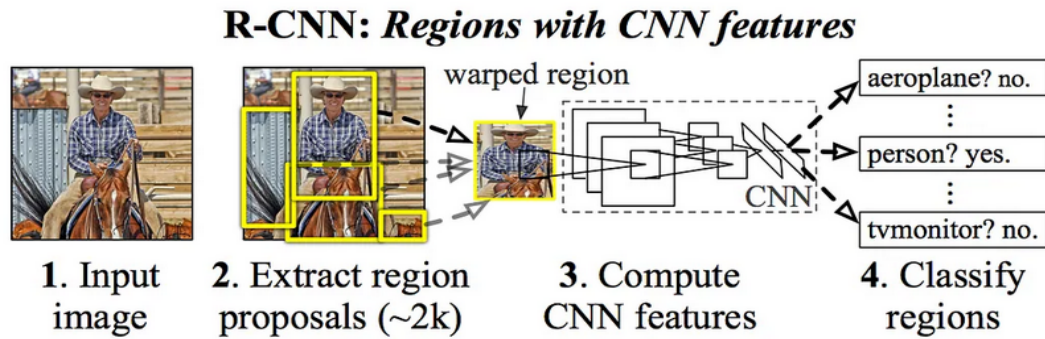 R-CNN: Regions with CNN features
warped region
aeroplane? no.
person? yes.
tvmonitor? no.
CNN
1. Input
image
2. Extract region
proposals (~2k)
3. Compute
CNN features
4. Classify
regions